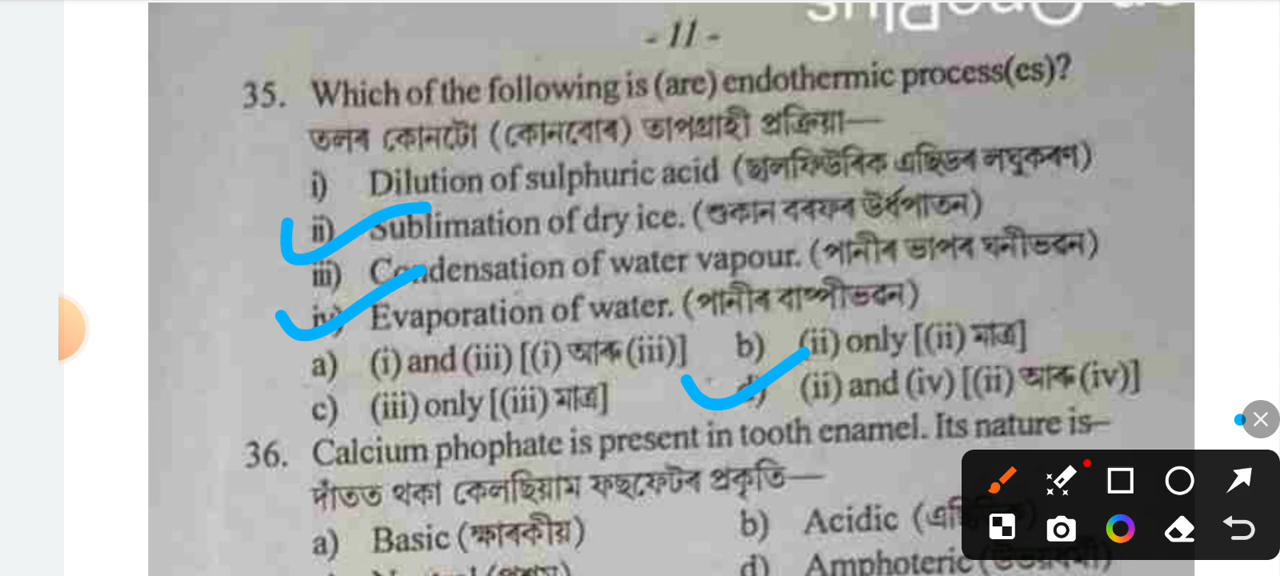 - 11 -
35. Which of the following is (are) endothermic process(es)?
তলৰ কোনটো (কোনবোৰ) তাপগ্ৰাহী প্ৰক্ৰিয়া—
i) Dilution of sulphuric acid (ছালফিউৰিক এছিডৰ লঘুকৰণ)
ii) Sublimation of dry ice. (শুকান বৰফৰ উৰ্ধপাতন)
iii) Condensation of water vapour. (পানীৰ ভাপৰ ঘনীভৱন)
iv) Evaporation of water. (পানীৰ বাষ্পীভৱন)
a) (i) and (iii) [(i) আৰু (iii)] b) (ii) only [(ii) মাত্ৰ]
c) (iii) only [(iii) মাত্ৰ] d) (ii) and (iv) [(ii) আৰু (iv)]
36. Calcium phophate is present in tooth enamel. Its nature is–
দাঁতত থকা কেলছিয়াম ফছফেটৰ প্ৰকৃতি—
a) Basic (ক্ষাৰকীয়) b) Acidic
d) Amphoteric